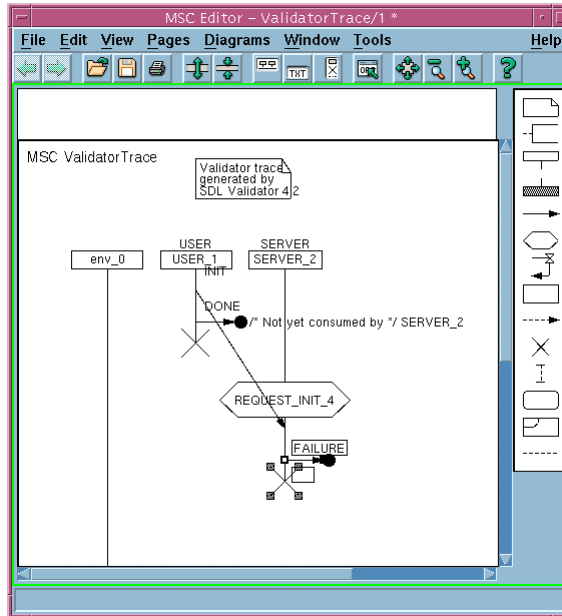 MSC Editor – ValidatorTrace/1 *
File Edit View Pages Diagrams Window Tools Help
TXT
MSC ValidatorTrace
Validator trace
generated by
SDL Validator 4.2
USER SERVER
env_0 USER_1 SERVER_2
INIT
DONE
/* Not yet consumed by */ SERVER_2
REQUEST_INIT_4
FAILURE